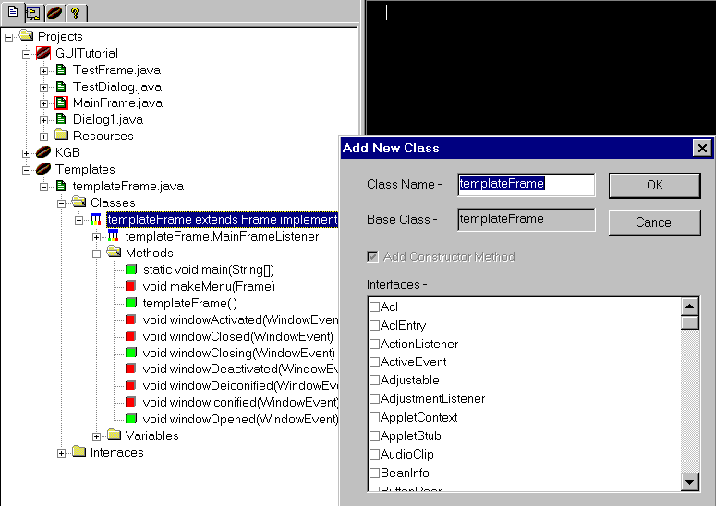 Projects
GUITutorial
TestFrame.java
TestDialog.java
MainFrame.java
Dialog1.java
Resources
KGB
Templates
templateFrame.java
Classes
templateFrame extends Frame implement
templateFrame.MainFrameListener
Methods
static void main(String[])
void makeMenu(Frame)
templateFrame()
void windowActivated(WindowEven
void windowClosed(WindowEvent)
void windowClosing(WindowEvent)
void windowDeactivated(WindowEv
void windowDeiconified(WindowEve
void windowIconified(WindowEvent)
void windowOpened(WindowEvent)
Variables
Interfaces
Add New Class
Class Name - templateFrame OK
Base Class - templateFrame Cancel
Add Constructor Method
Interfaces -
Acl
AclEntry
ActionListener
ActiveEvent
Adjustable
AdjustmentListener
AppletContext
AppletStub
AudioClip
BeanInfo